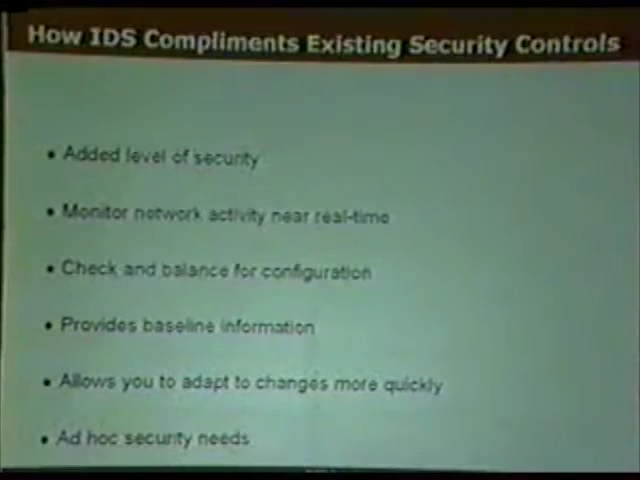 How IDS Compliments Existing Security Controls
• Added level of security
• Monitor network activity near real-time
• Check and balance for configuration
• Provides baseline information
• Allows you to adapt to changes more quickly
• Ad hoc security needs